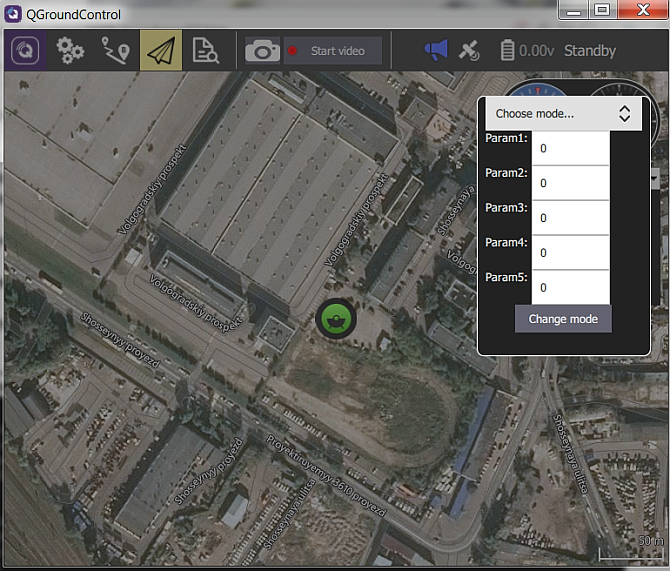 QGroundControl
Start video
0.00v
Standby
Choose mode...
Param1:
0
Param2:
0
Param3:
0
Param4:
0
Param5:
0
Change mode
Volgogradskiy prospekt
Volgogradskiy prospekt
Shosseynaya
Volgog
Volgogradskiy prospekt
Shosseynyy proyezd
Shosseynyy proyezd
Proyektiruyemyy 3610 proyezd
Shosseynaya ulitsa
Shosseynaya ulitsa
50 m